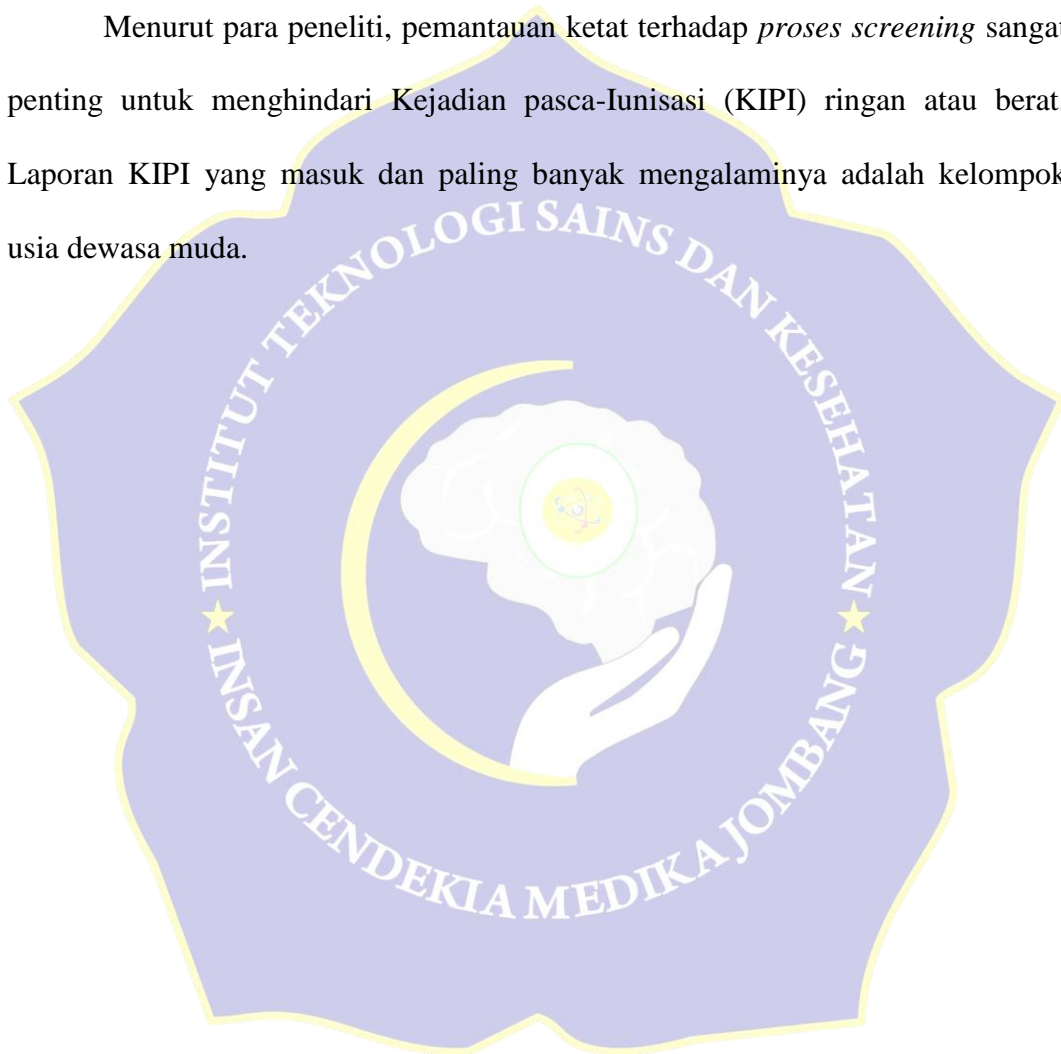 Menurut para peneliti, pemantauan ketat terhadap proses screening sangat
penting untuk menghindari Kejadian pasca-Iunisasi (KIPI) ringan atau berat.
Laporan KIPI yang masuk dan paling banyak mengalaminya adalah kelompok
usia dewasa muda.
INSTITUT TEKNOLOGI SAINS DAN KESEHATAN
INSAN CENDEKIA MEDIKA JOMBANG